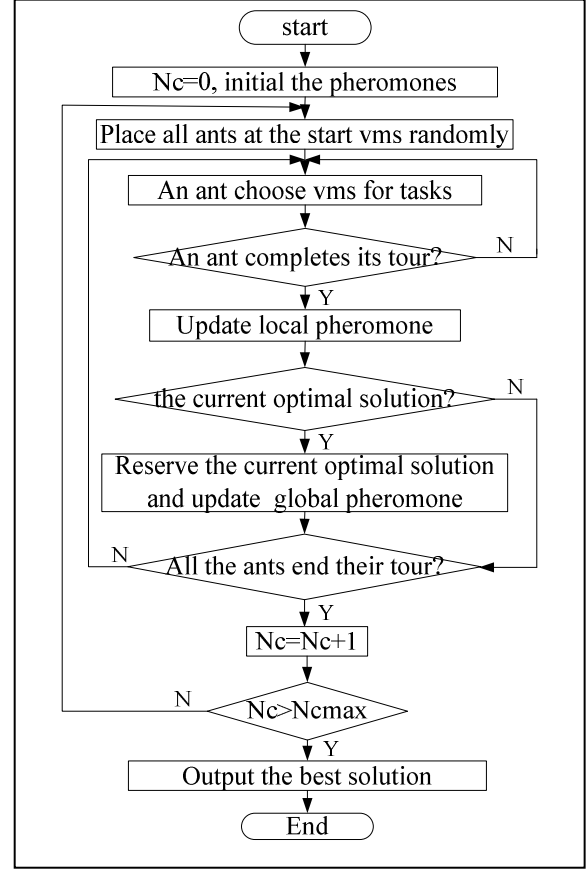 start
Nc=0, initial the pheromones
Place all ants at the start vms randomly
An ant choose vms for tasks
An ant completes its tour?
N
Y
Update local pheromone
the current optimal solution?
N
Y
Reserve the current optimal solution
and update global pheromone
N
All the ants end their tour?
Y
Nc=Nc+1
N
Nc>Ncmax
Y
Output the best solution
End